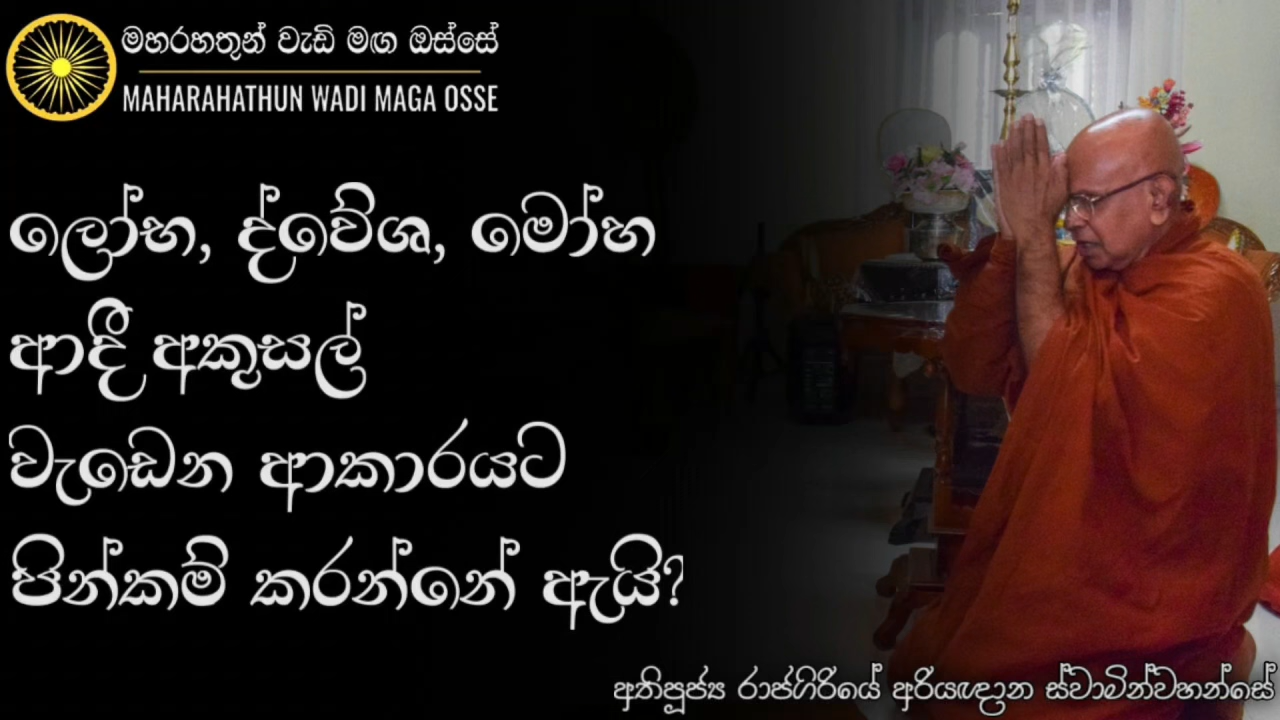 මහරහතුන් වැඩි මඟ ඔස්සේ
MAHARAHATHUN WADI MAGA OSSE
ලෝභ, ද්වේශ, මෝහ
ආදී අකුසල්
වැඩෙන ආකාරයට
පින්කම් කරන්නේ ඇයි?
අතිපූජ්‍ය රාජගිරියේ අරියඤාන ස්වාමින්වහන්සේ